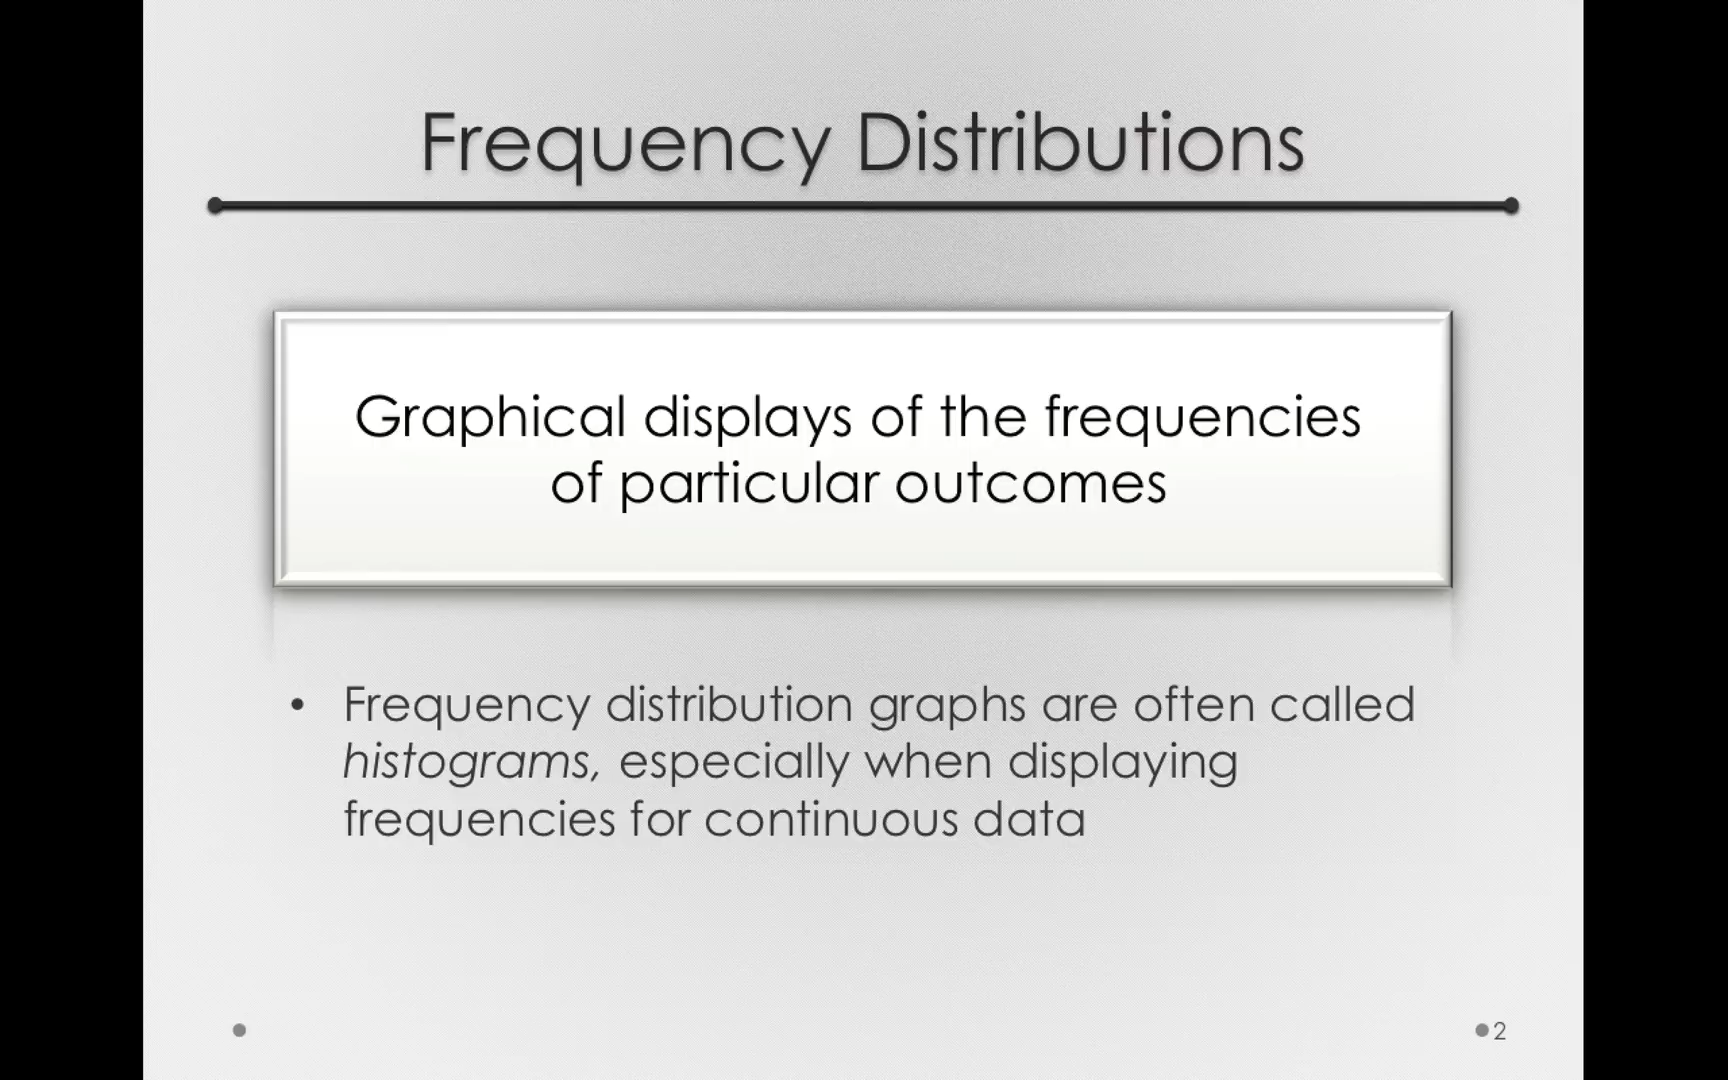 Frequency Distributions
Graphical displays of the frequencies
of particular outcomes
• Frequency distribution graphs are often called
histograms, especially when displaying
frequencies for continuous data
2